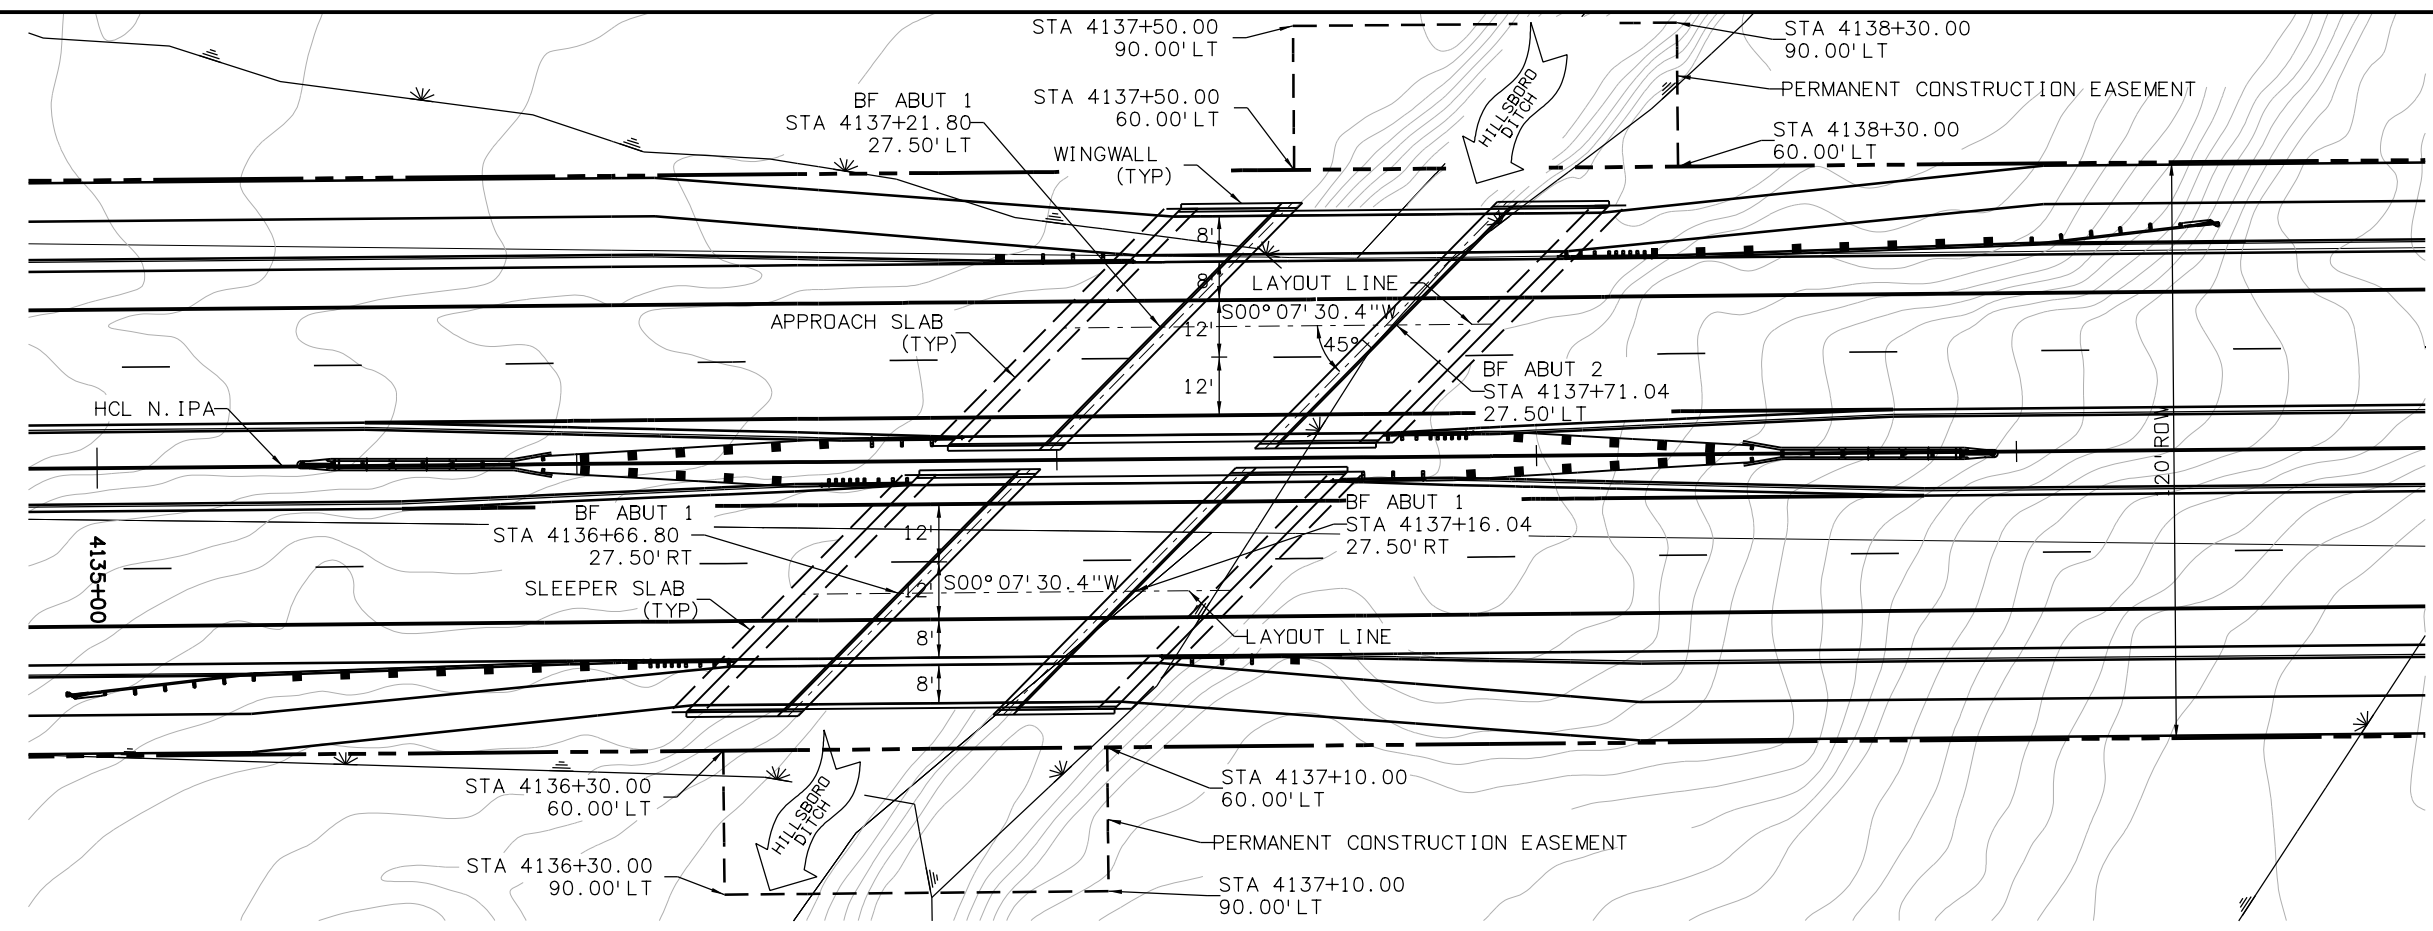 STA 4137+50.00
90.00'LT
STA 4138+30.00
90.00'LT
PERMANENT CONSTRUCTION EASEMENT
BF ABUT 1
STA 4137+21.80
27.50'LT
STA 4137+50.00
60.00'LT
HILLSBORO
DITCH
STA 4138+30.00
60.00'LT
WINGWALL
(TYP)
8'
8'
LAYOUT LINE
S00°07'30.4"W
APPROACH SLAB
(TYP)
12'
45°
12'
BF ABUT 2
STA 4137+71.04
27.50'LT
HCL N.IPA
120'ROW
BF ABUT 1
STA 4136+66.80
27.50'RT
BF ABUT 1
STA 4137+16.04
27.50'RT
12'
4135+00
SLEEPER SLAB
(TYP)
12'
S00°07'30.4"W
8'
LAYOUT LINE
8'
STA 4136+30.00
60.00'LT
HILLSBORO
DITCH
STA 4137+10.00
60.00'LT
PERMANENT CONSTRUCTION EASEMENT
STA 4136+30.00
90.00'LT
STA 4137+10.00
90.00'LT